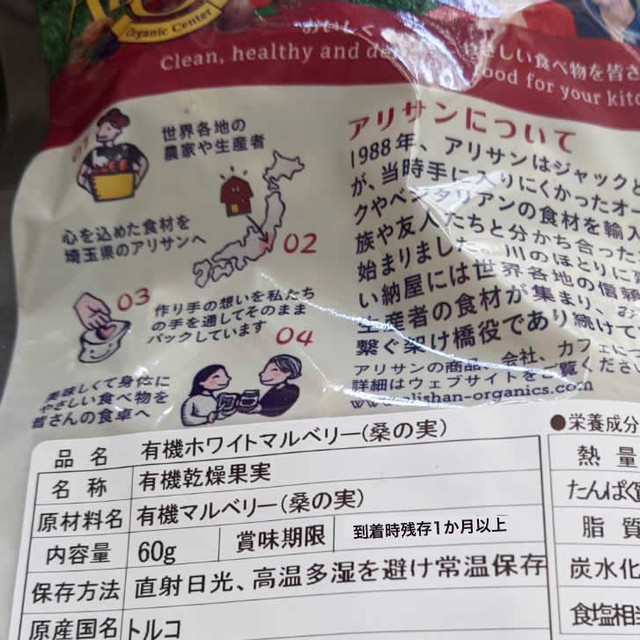 Organic Center
おいしく
さしい食べ物を皆さ
Clean, healthy and food for your kitc
世界各地の
農家や生産者
心を込めた食材を
埼玉県のアリサンへ
02
03
作り手の想いを私たち
の手を通してそのまま
パックしています
04
美味しくて身体に
やさしい食べ物を
皆さんの食卓へ
アリサンについて
1988年、アリサンはジャックと
が、当時手に入りにくかったオー
クやベジタリアンの食材を輸入
族や友人たちと分かち合った
始まりました。川のほとりに
い納屋には世界各地の信頼
生産者の食材が集まり、お
繋ぐ架け橋役であり続けて
アリサンの商品、会社、カフェに
詳細はウェブサイトをご覧ください
www.alishan-organics.com
品名 有機ホワイトマルベリー(桑の実)
名称 有機乾燥果実
原材料名 有機マルベリー(桑の実)
内容量 60g 賞味期限 到着時残存1か月以上
保存方法 直射日光、高温多湿を避け常温保存
原産国名 トルコ
●栄養成分
熱量
たんぱく質
脂質
炭水化
食塩相当